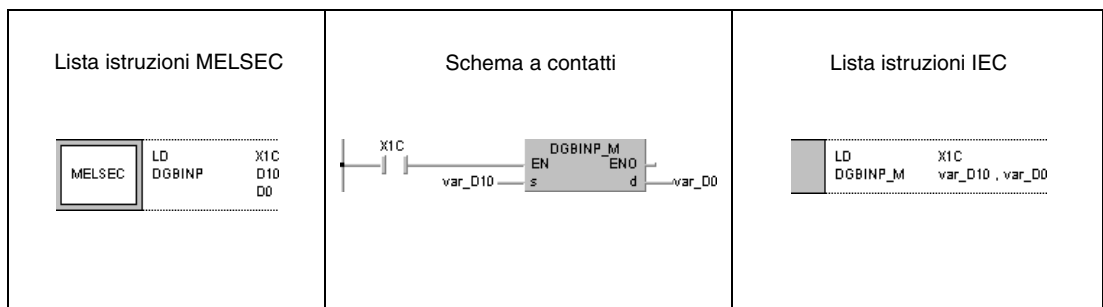 Lista istruzioni MELSEC
MELSEC
LD X1C
DGBINP D10
D0
Schema a contatti
X1C
DGBINP_M
EN ENO
var_D10 s d var_D0
Lista istruzioni IEC
LD X1C
DGBINP_M var_D10 , var_D0